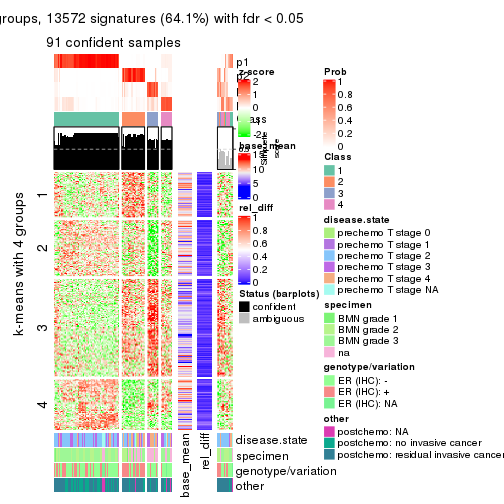 groups, 13572 signatures (64.1%) with fdr < 0.05
91 confident samples
p1
z-score
2
1
0
-1
-2
Silhouette
score
base_mean
15
10
5
0
rel_diff
1
0.8
0.6
0.4
0.2
0
Status (barplots)
confident
ambiguous
Prob
1
0.8
0.6
0.4
0.2
0
Class
1
2
3
4
disease.state
prechemo T stage 0
prechemo T stage 1
prechemo T stage 2
prechemo T stage 3
prechemo T stage 4
prechemo T stage NA
specimen
BMN grade 1
BMN grade 2
BMN grade 3
na
genotype/variation
ER (IHC): -
ER (IHC): +
ER (IHC): NA
other
postchemo: NA
postchemo: no invasive cancer
postchemo: residual invasive cancer
k-means with 4 groups
1
2
3
4
base_mean
rel_diff
disease.state
specimen
genotype/variation
other